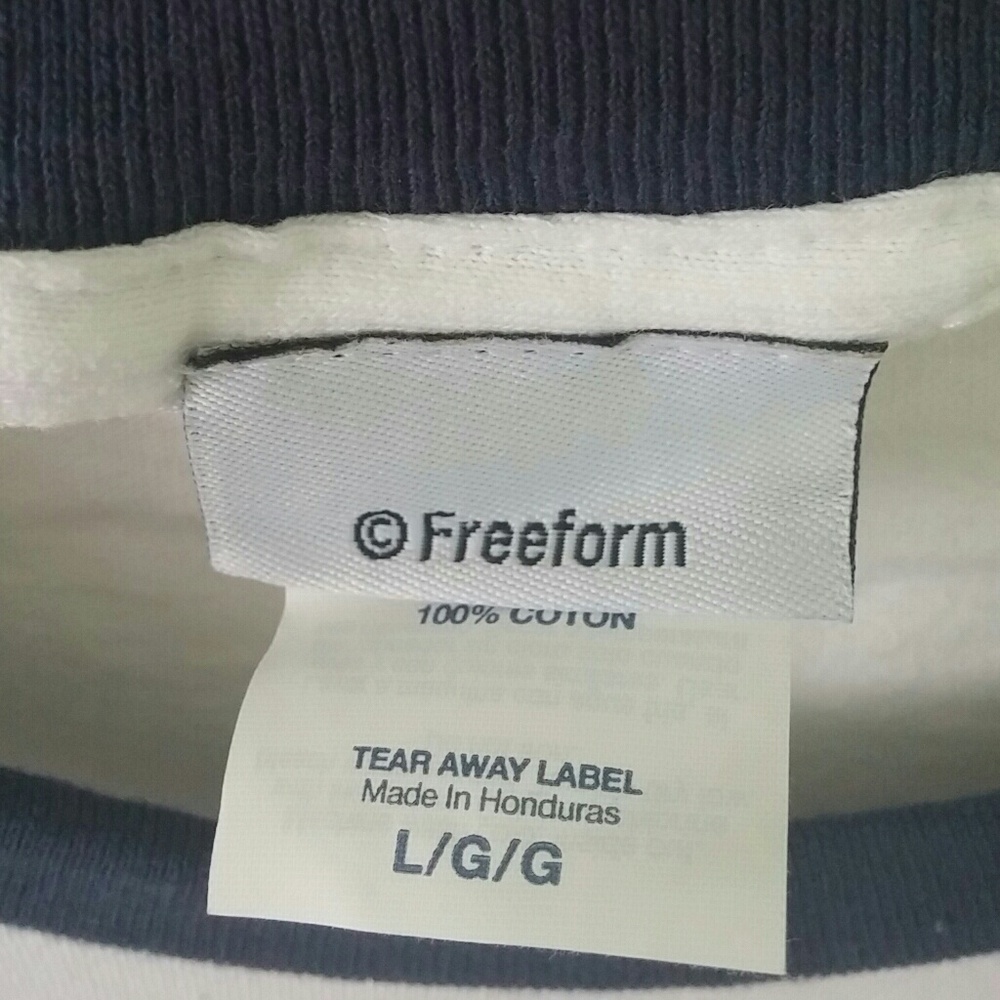 © Freeform
100% COTON
TEAR AWAY LABEL
Made In Honduras
L/G/G